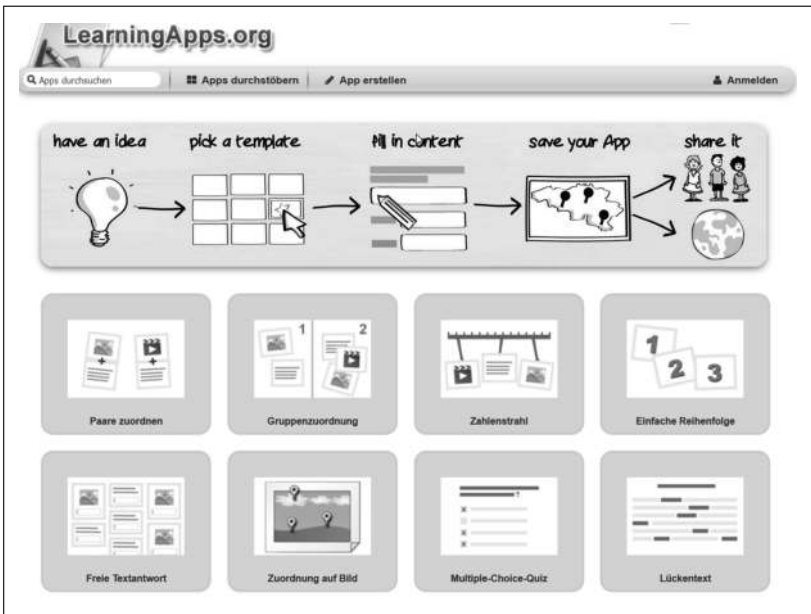 LearningApps.org
Apps durchsuchen Apps durchstöbern App erstellen Anmelden
have an idea pick a template fill in content save your App share it
1 2
1 2 3
Paare zuordnen Gruppenzuordnung Zahlenstrahl Einfache Reihenfolge
?
Freie Textantwort Zuordnung auf Bild Multiple-Choice-Quiz Lückentext